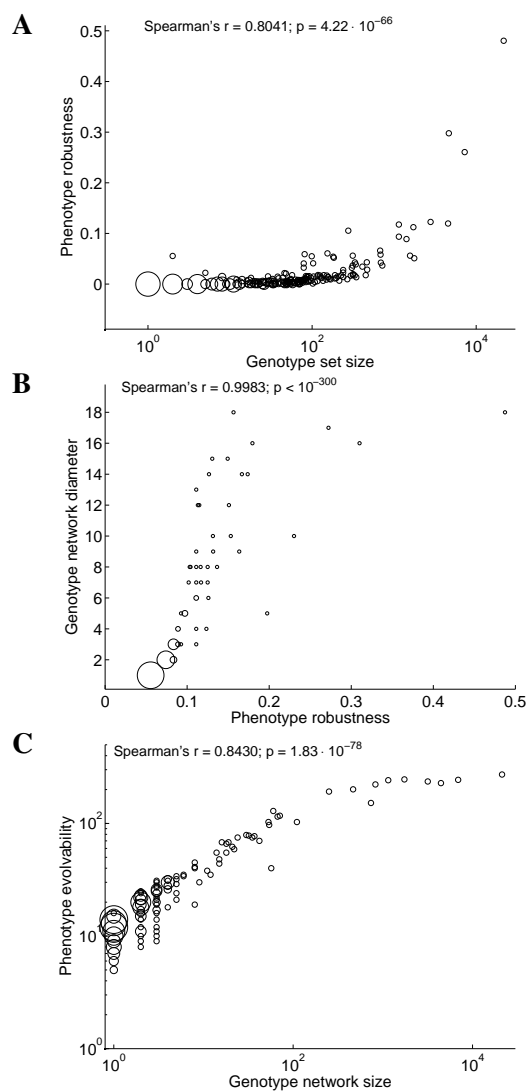 A
Spearman's r = 0.8041; p = 4.22 · 10⁻⁶⁶
0.5
0.4
0.3
0.2
0.1
0
Phenotype robustness
10⁰ 10² 10⁴
Genotype set size
B
Spearman's r = 0.9983; p < 10⁻³⁰⁰
18
16
14
12
10
8
6
4
2
Genotype network diameter
0 0.1 0.2 0.3 0.4 0.5
Phenotype robustness
C
Spearman's r = 0.8430; p = 1.83 · 10⁻⁷⁸
10²
10¹
10⁰
Phenotype evolvability
10⁰ 10² 10⁴
Genotype network size